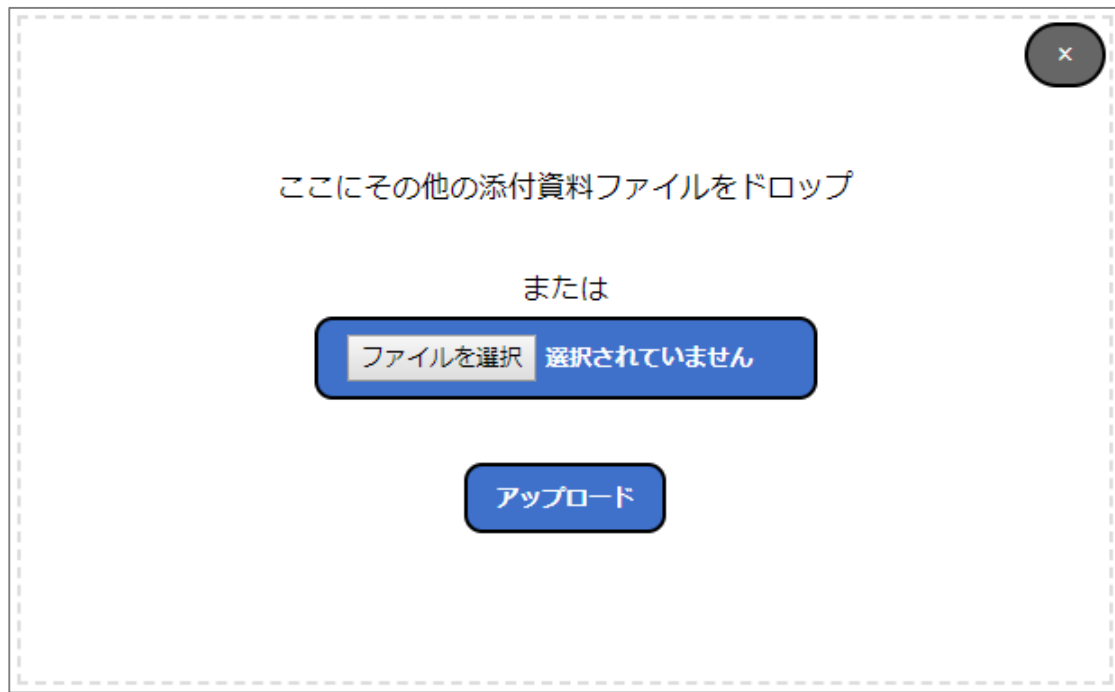 ×
ここにその他の添付資料ファイルをドロップ
または
ファイルを選択 選択されていません
アップロード